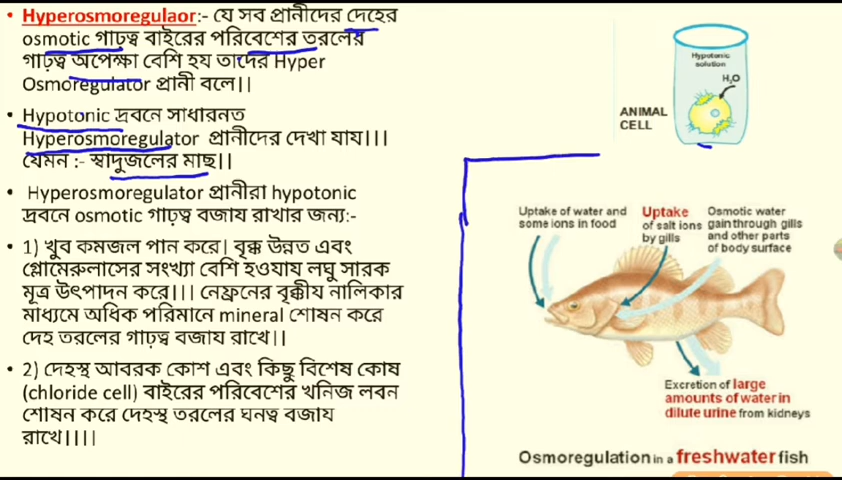 • Hyperosmoregulaor:- যে সব প্রানীদের দেহের
osmotic গাঢত্ব বাইরের পরিবেশের তরলের
গাঢ়ত্ব অপেক্ষা বেশি হয তাদের Hyper
Osmoregulator প্রানী বলে।।
• Hypotonic দ্রবনে সাধারনত
Hyperosmoregulator প্রানীদের দেখা যায।।।
যেমন :- স্বাদুজলের মাছ।।
• Hyperosmoregulator প্রানীরা hypotonic
দ্রবনে osmotic গাঢ়ত্ব বজায রাখার জন্য:-
• 1) খুব কমজল পান করে। বৃক্ক উন্নত এবং
গ্লোমেরুলাসের সংখ্যা বেশি হওযায লঘু সারক
মূত্র উৎপাদন করে।।। নেফ্রনের বৃক্কীয নালিকার
মাধ্যমে অধিক পরিমানে mineral শোষন করে
দেহ তরলের গাঢ়ত্ব বজায রাখে।।
• 2) দেহস্থ আবরক কোশ এবং কিছু বিশেষ কোষ
(chloride cell) বাইরের পরিবেশের খনিজ লবন
শোষন করে দেহস্থ তরলের ঘনত্ব বজায
রাখে।।।।
Hypotonic
solution
H₂O
ANIMAL
CELL
Uptake of water and
some ions in food
Uptake
of salt ions
by gills
Osmotic water
gain through gills
and other parts
of body surface
Excretion of large
amounts of water in
dilute urine from kidneys
Osmoregulation in a freshwater fish